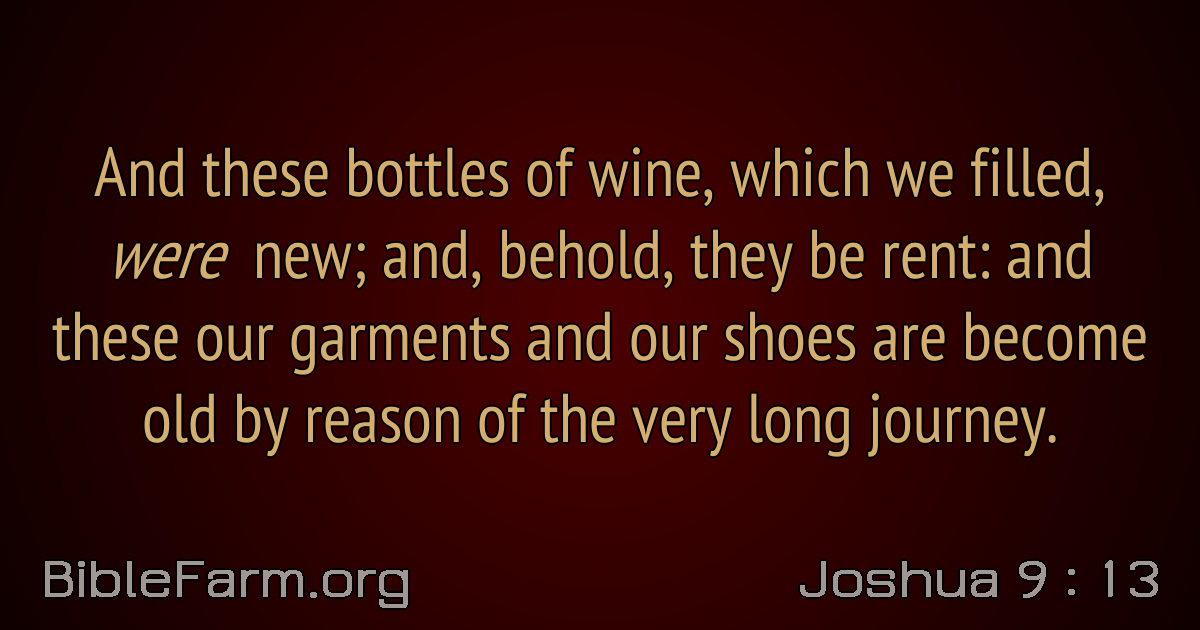 And these bottles of wine, which we filled,
were new; and, behold, they be rent: and
these our garments and our shoes are become
old by reason of the very long journey.
BibleFarm.org
Joshua 9 : 13